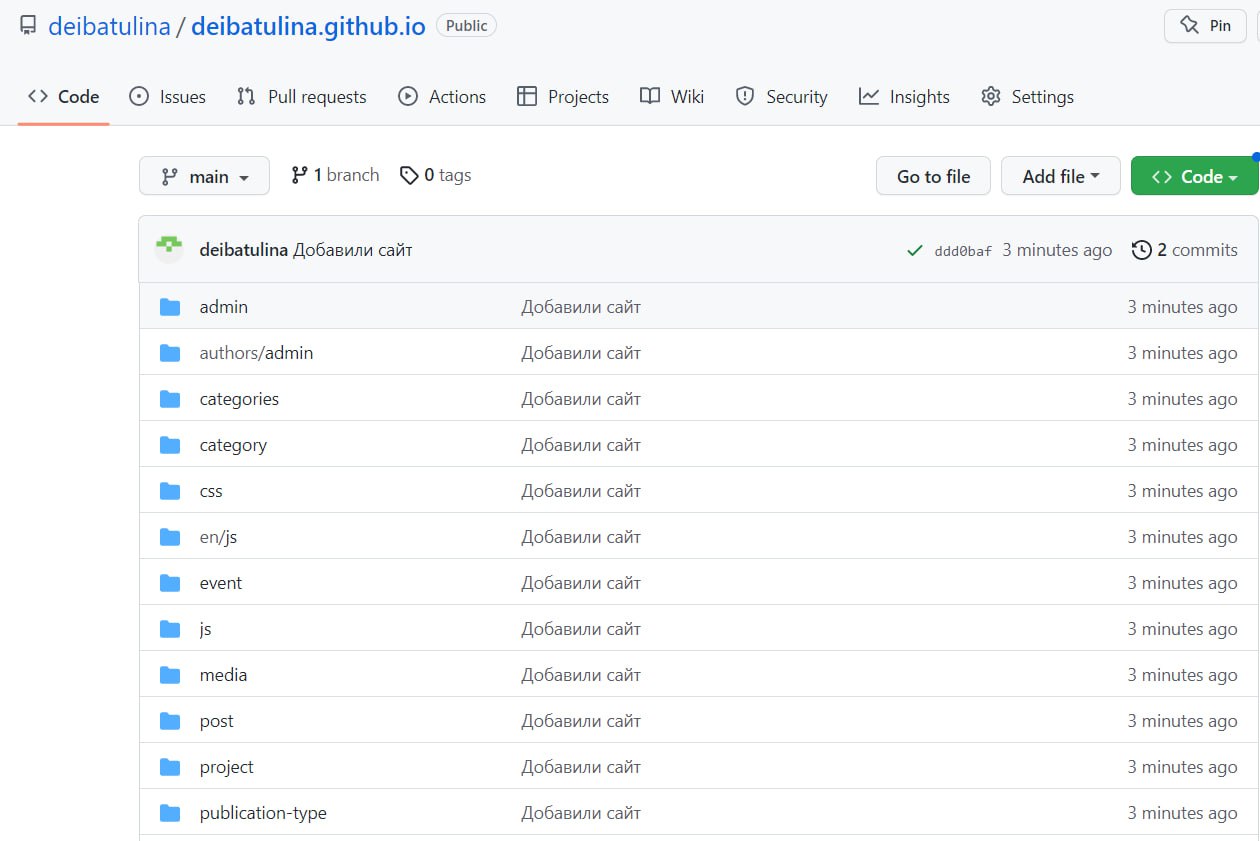 deibatulina / deibatulina.github.io Public Pin
Code Issues Pull requests Actions Projects Wiki Security Insights Settings
main 1 branch 0 tags Go to file Add file Code
deibatulina Добавили сайт ddd0baf 3 minutes ago 2 commits
admin Добавили сайт 3 minutes ago
authors/admin Добавили сайт 3 minutes ago
categories Добавили сайт 3 minutes ago
category Добавили сайт 3 minutes ago
css Добавили сайт 3 minutes ago
en/js Добавили сайт 3 minutes ago
event Добавили сайт 3 minutes ago
js Добавили сайт 3 minutes ago
media Добавили сайт 3 minutes ago
post Добавили сайт 3 minutes ago
project Добавили сайт 3 minutes ago
publication-type Добавили сайт 3 minutes ago